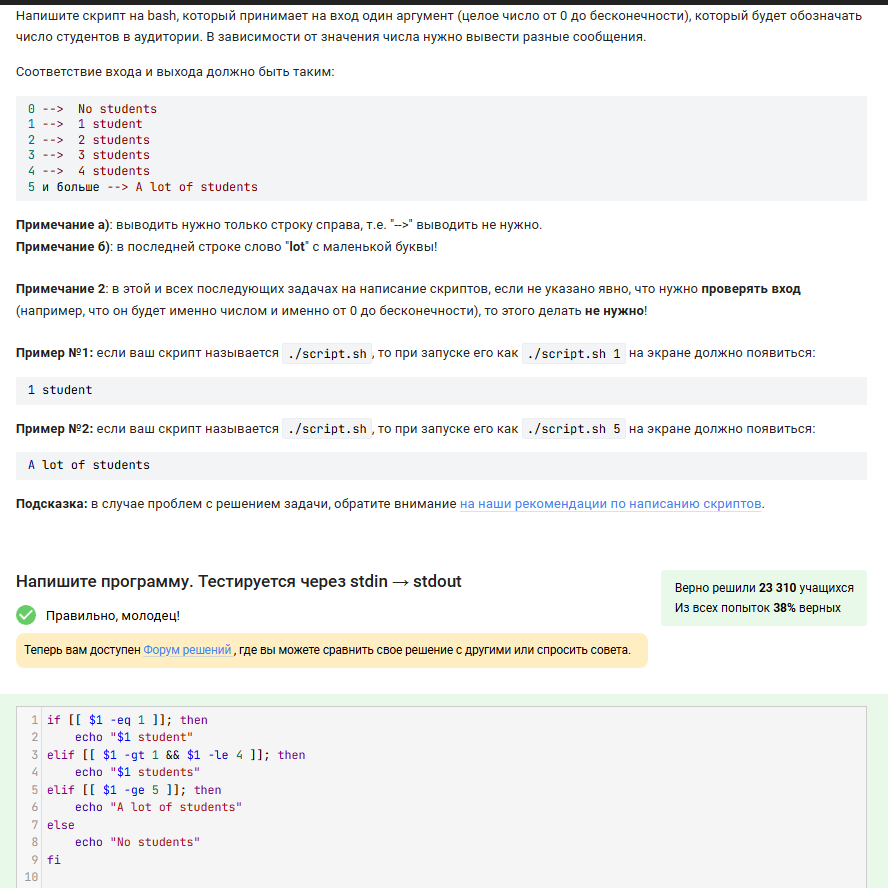 Напишите скрипт на bash, который принимает на вход один аргумент (целое число от 0 до бесконечности), который будет обозначать
число студентов в аудитории. В зависимости от значения числа нужно вывести разные сообщения.
Соответствие входа и выхода должно быть таким:
0 -->  No students
1 -->  1 student
2 -->  2 students
3 -->  3 students
4 -->  4 students
5 и больше --> A lot of students
Примечание а): выводить нужно только строку справа, т.е. "-->" выводить не нужно.
Примечание б): в последней строке слово "lot" с маленькой буквы!
Примечание 2: в этой и всех последующих задачах на написание скриптов, если не указано явно, что нужно проверять вход
(например, что он будет именно числом и именно от 0 до бесконечности), то этого делать не нужно!
Пример №1: если ваш скрипт называется ./script.sh , то при запуске его как ./script.sh 1 на экране должно появиться:
1 student
Пример №2: если ваш скрипт называется ./script.sh , то при запуске его как ./script.sh 5 на экране должно появиться:
A lot of students
Подсказка: в случае проблем с решением задачи, обратите внимание на наши рекомендации по написанию скриптов.
Напишите программу. Тестируется через stdin → stdout
Верно решили 23 310 учащихся
Из всех попыток 38% верных
Правильно, молодец!
Теперь вам доступен Форум решений , где вы можете сравнить свое решение с другими или спросить совета.
1 if [[ $1 -eq 1 ]]; then
2     echo "$1 student"
3 elif [[ $1 -gt 1 && $1 -le 4 ]]; then
4     echo "$1 students"
5 elif [[ $1 -ge 5 ]]; then
6     echo "A lot of students"
7 else
8     echo "No students"
9 fi
10